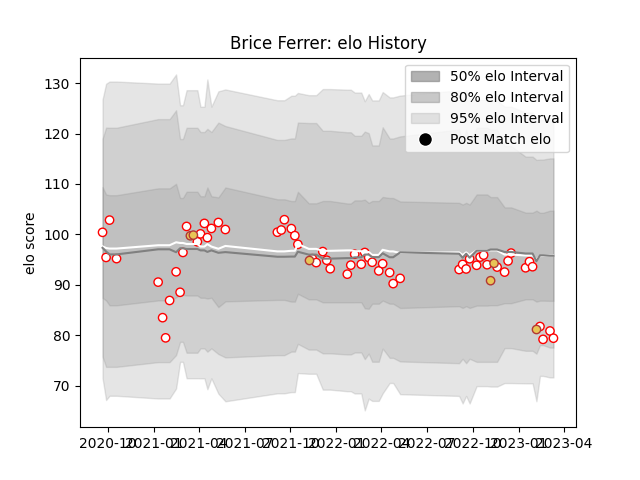 Brice Ferrer: elo History
50% elo Interval
80% elo Interval
95% elo Interval
Post Match elo
elo score
130
120
110
100
90
80
70
2020-10 2021-01 2021-04 2021-07 2021-10 2022-01 2022-04 2022-07 2022-10 2023-01 2023-04